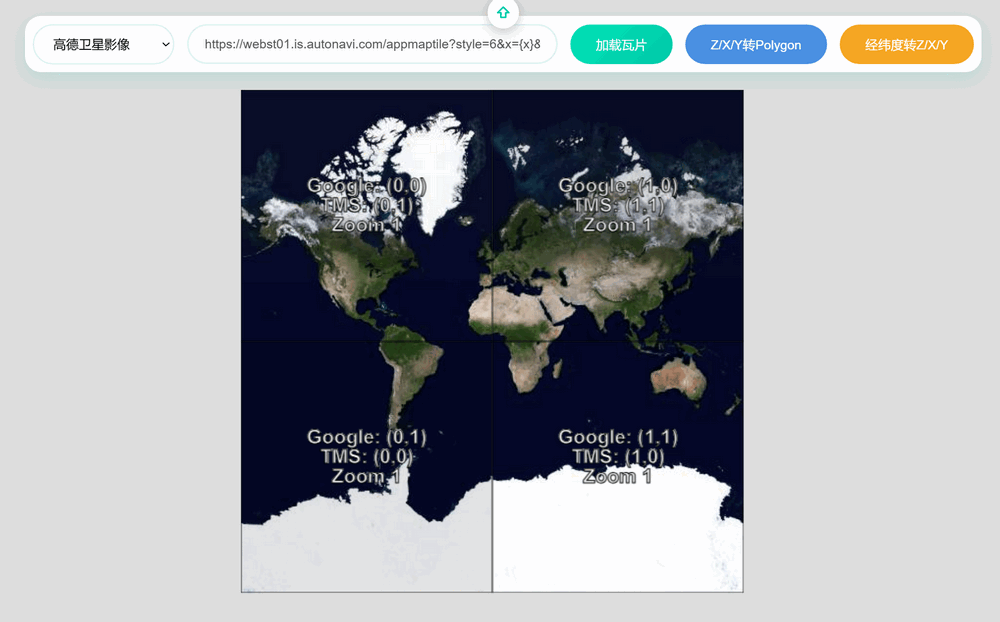 高德卫星影像
https://webst01.is.autonavi.com/appmaptile?style=6&x={x}&
加载瓦片
Z/X/Y转Polygon
经纬度转Z/X/Y
Google: (0,0)
TMS: (0,1)
Zoom 1
Google: (1,0)
TMS: (1,1)
Zoom 1
Google: (0,1)
TMS: (0,0)
Zoom 1
Google: (1,1)
TMS: (1,0)
Zoom 1